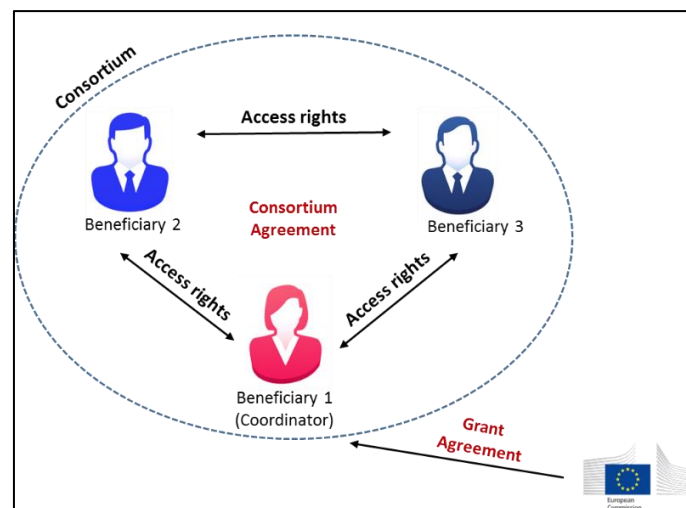 Consortium
Access rights
Beneficiary 2
Consortium
Agreement
Beneficiary 3
Access rights
Access rights
Beneficiary 1
(Coordinator)
Grant
Agreement
European
Commission